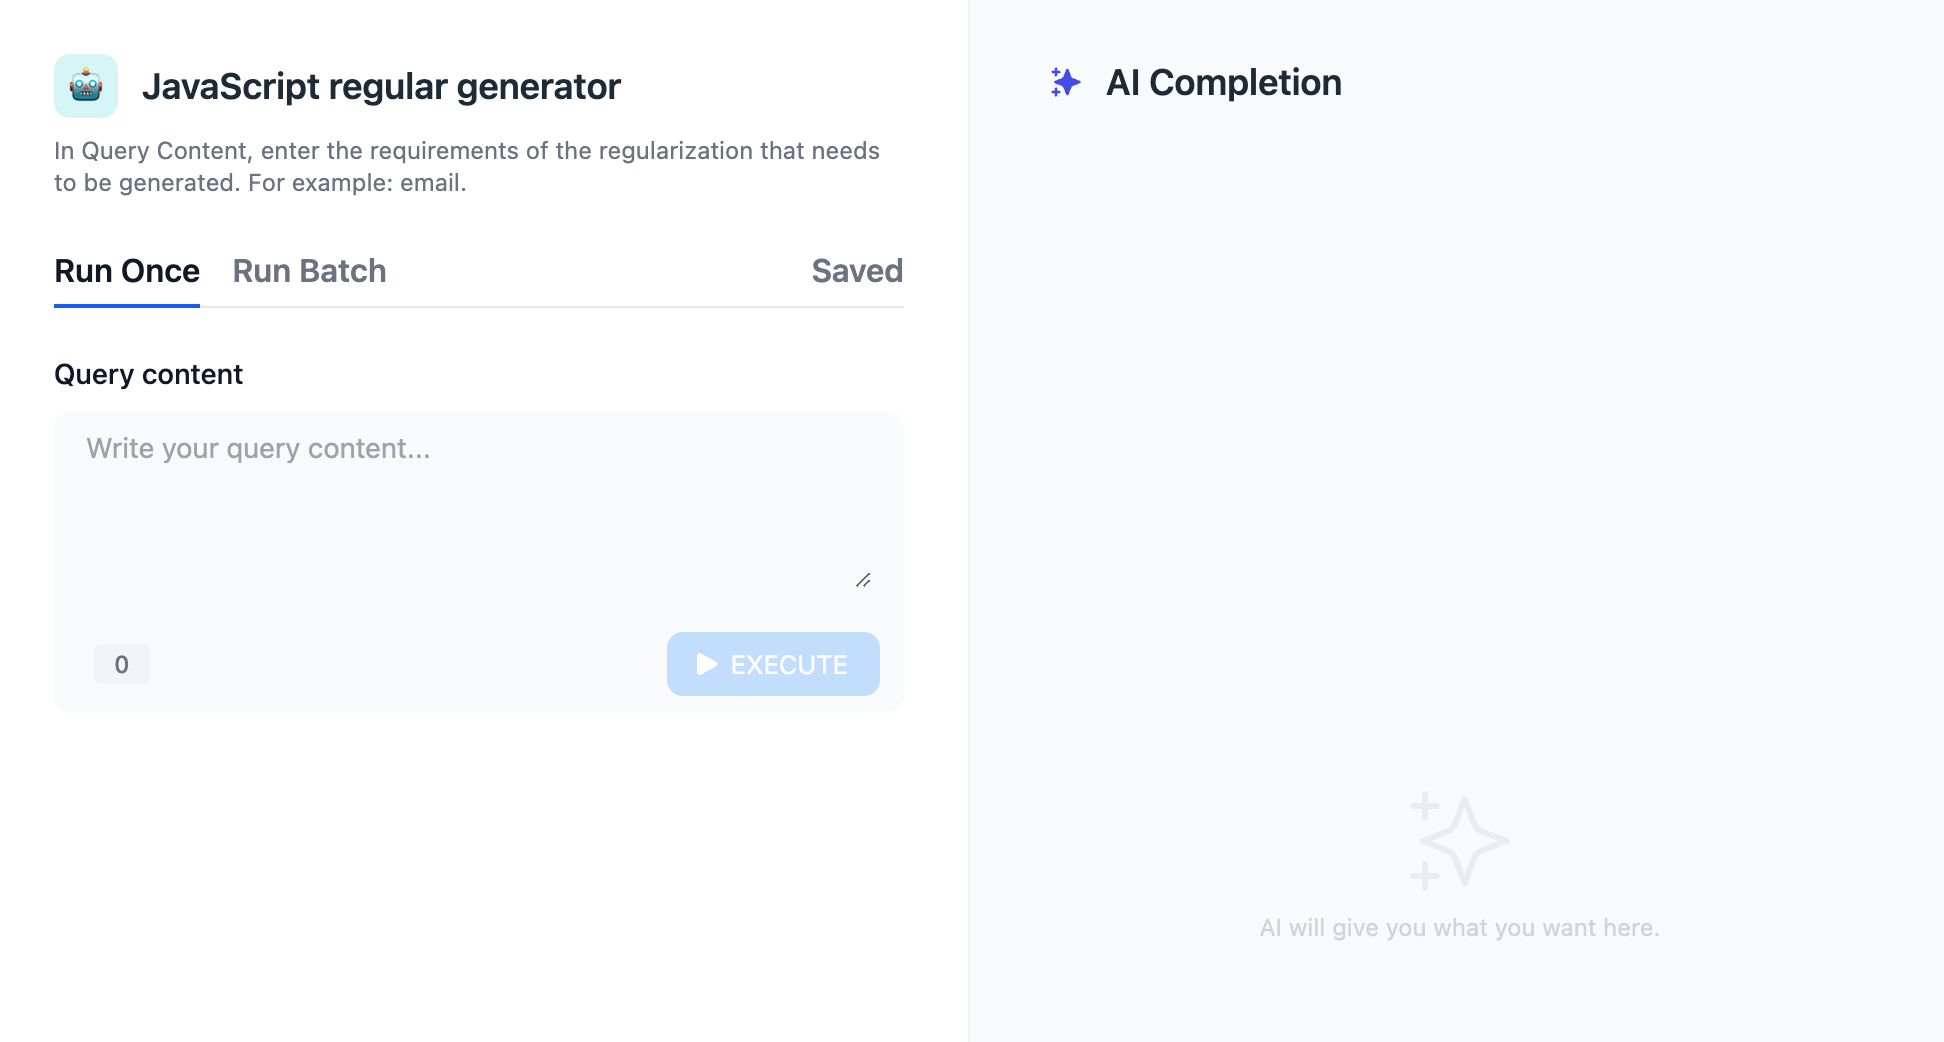 JavaScript regular generator
In Query Content, enter the requirements of the regularization that needs
to be generated. For example: email.
Run Once
Run Batch
Saved
Query content
Write your query content...
0
EXECUTE
AI Completion
AI will give you what you want here.